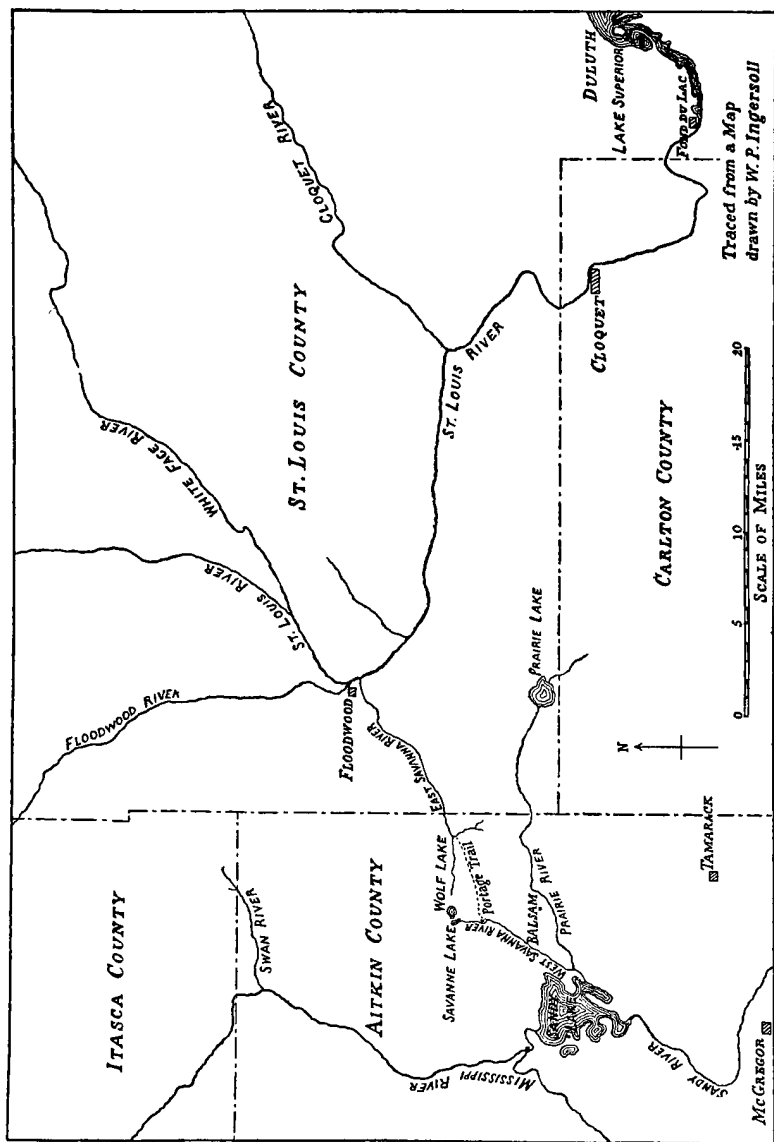 ITASCA COUNTY
SWAN RIVER
AITKIN COUNTY
MISSISSIPPI
RIVER
FLOODWOOD RIVER
ST. LOUIS RIVER
WHITE FACE RIVER
CLOQUET RIVER
ST. LOUIS COUNTY
FLOODWOOD
EAST SAVANNA RIVER
WOLF LAKE
SAVANNE LAKE
Portage Trail
WEST SAVANNA RIVER
BALSAM
PRAIRIE RIVER
SANDY
LAKE
SANDY
RIVER
MCGREGOR
TAMARACK
PRAIRIE LAKE
ST. LOUIS RIVER
CLOQUET
CARLTON COUNTY
DULUTH
LAKE SUPERIOR
FOND DU LAC
N
0 5 10 15 20
SCALE OF MILES
Traced from a Map
drawn by W. P. Ingersoll